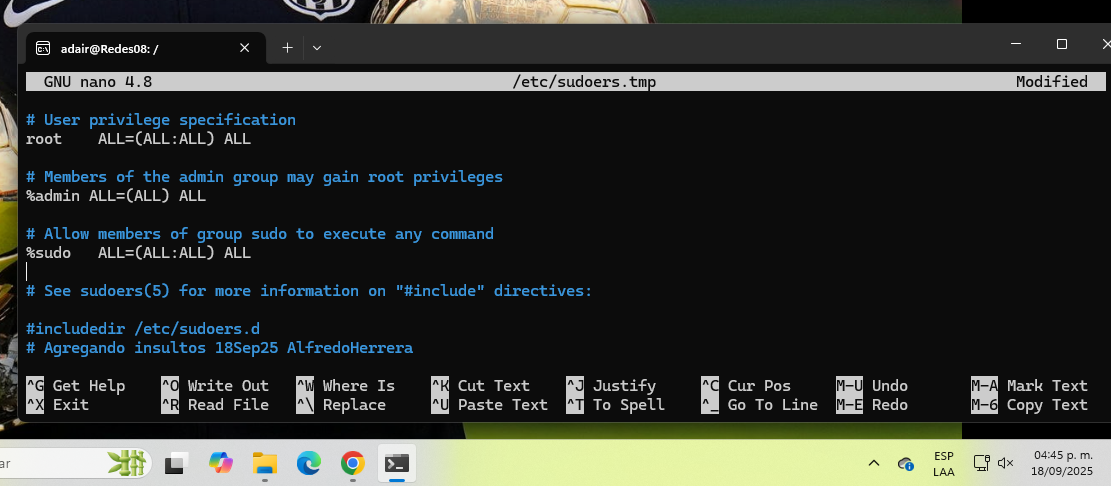 adair@Redes08: /
GNU nano 4.8 /etc/sudoers.tmp Modified
# User privilege specification
root ALL=(ALL:ALL) ALL
# Members of the admin group may gain root privileges
%admin ALL=(ALL) ALL
# Allow members of group sudo to execute any command
%sudo ALL=(ALL:ALL) ALL
# See sudoers(5) for more information on "#include" directives:
#includedir /etc/sudoers.d
# Agregando insultos 18Sep25 AlfredoHerrera
^G Get Help ^O Write Out ^W Where Is ^K Cut Text ^J Justify ^C Cur Pos M-U Undo M-A Mark Text
^X Exit ^R Read File ^\ Replace ^U Paste Text ^T To Spell ^_ Go To Line M-E Redo M-6 Copy Text
ar
ESP
LAA
04:45 p. m.
18/09/2025